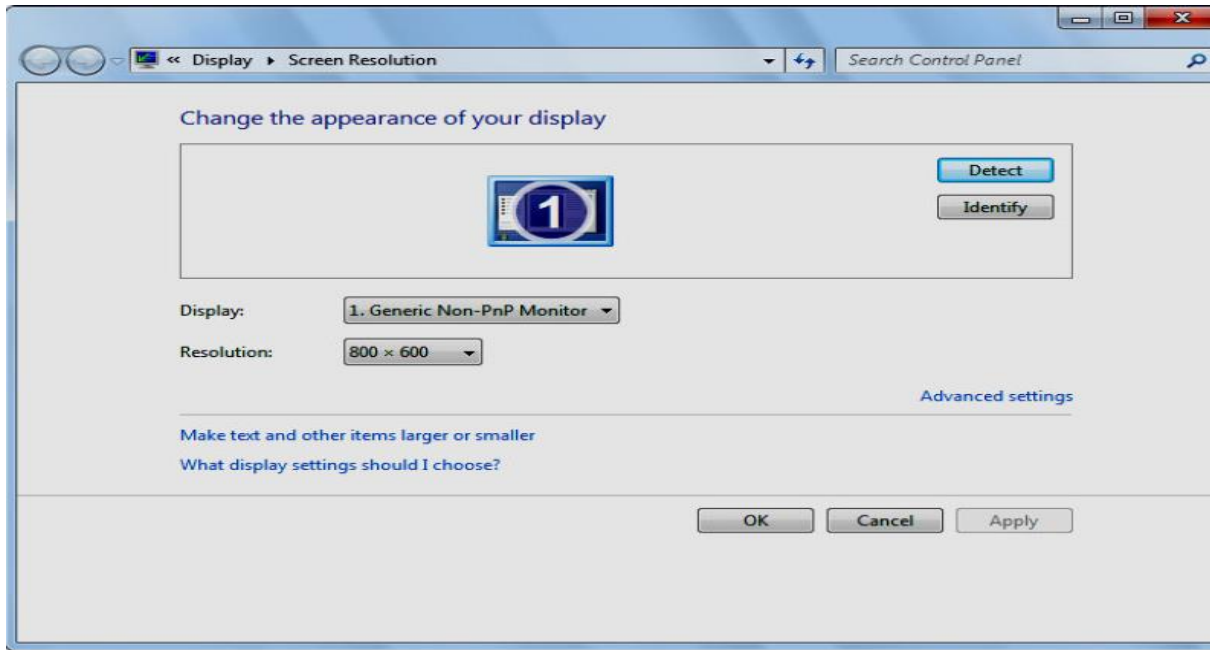 « Display ▸ Screen Resolution
Search Control Panel
Change the appearance of your display
1
Detect
Identify
Display: 1. Generic Non-PnP Monitor
Resolution: 800 × 600
Advanced settings
Make text and other items larger or smaller
What display settings should I choose?
OK Cancel Apply